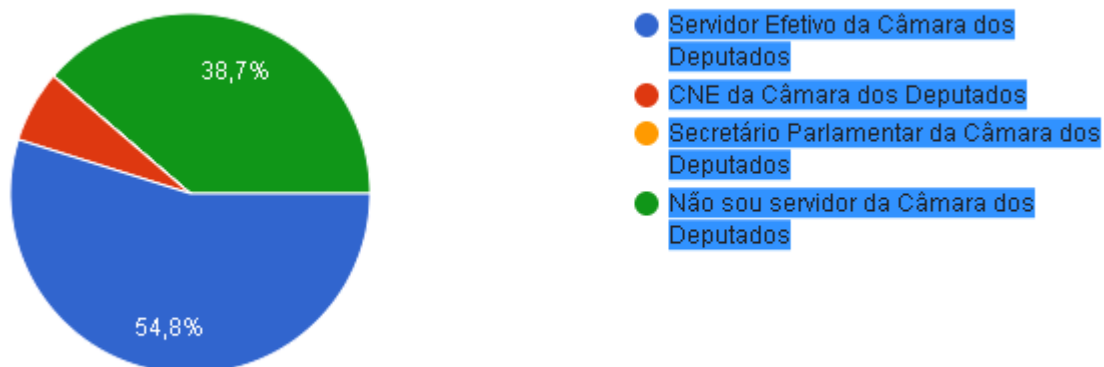 38,7%
54,8%
Servidor Efetivo da Câmara dos
Deputados
CNE da Câmara dos Deputados
Secretário Parlamentar da Câmara dos
Deputados
Não sou servidor da Câmara dos
Deputados